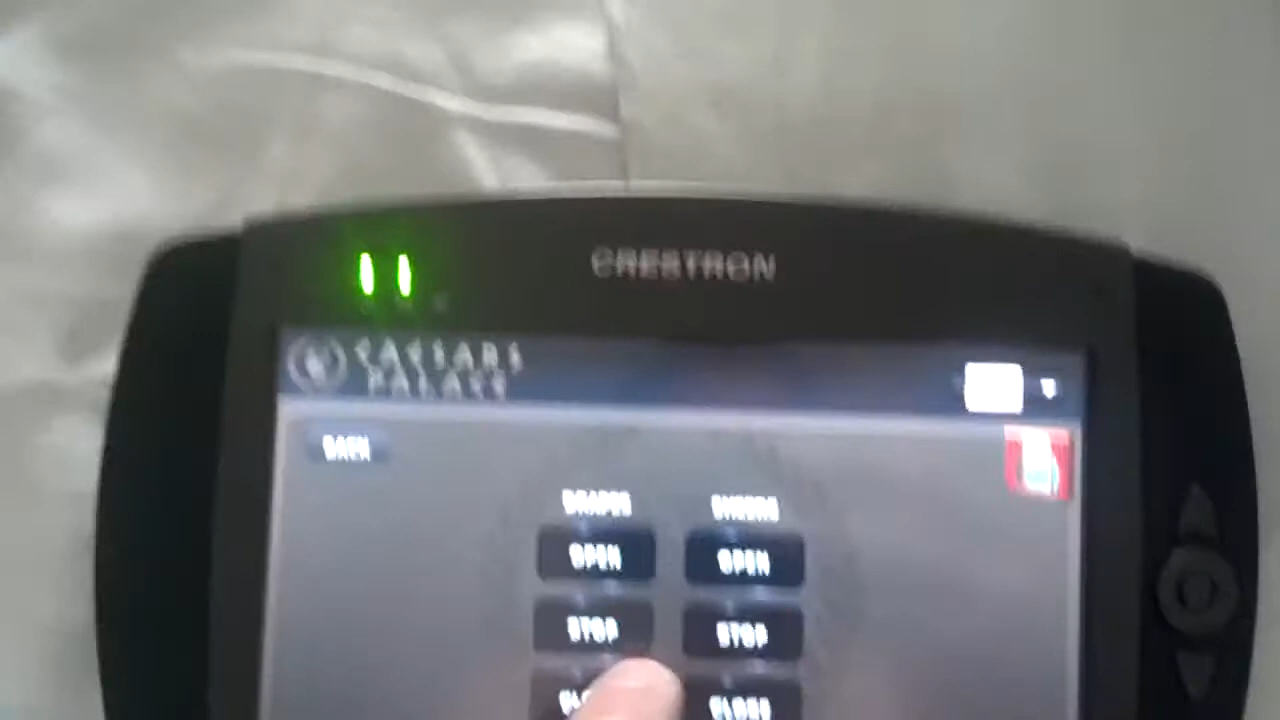 CRESTRON
CAESARS
PALACE
BACK
DRAPES SHEERS
OPEN OPEN
STOP STOP
CLOSE